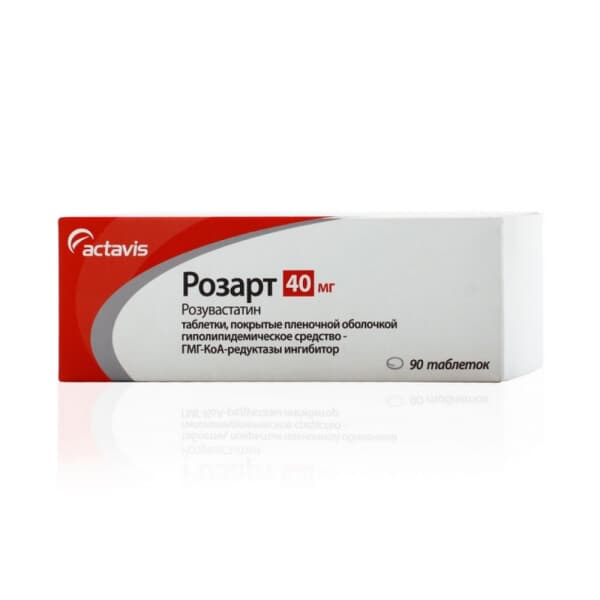 actavis
Розарт 40 мг
Розувастатин
таблетки, покрытые пленочной оболочкой
гиполипидемическое средство -
ГМГ-КоА-редуктазы ингибитор
90 таблеток